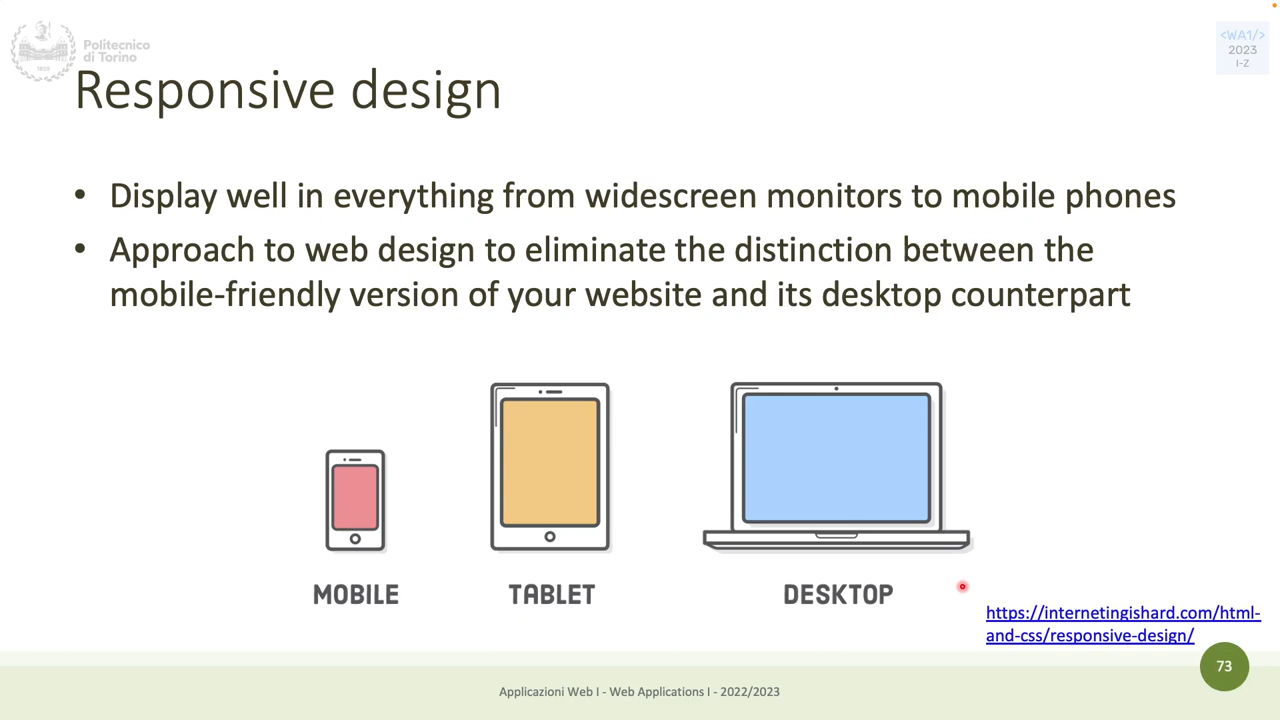 Politecnico
di Torino
1859
<WA1/>
2023
I-Z
Responsive design
• Display well in everything from widescreen monitors to mobile phones
• Approach to web design to eliminate the distinction between the
mobile-friendly version of your website and its desktop counterpart
MOBILE
TABLET
DESKTOP
https://internetingishard.com/html-
and-css/responsive-design/
73
Applicazioni Web I - Web Applications I - 2022/2023